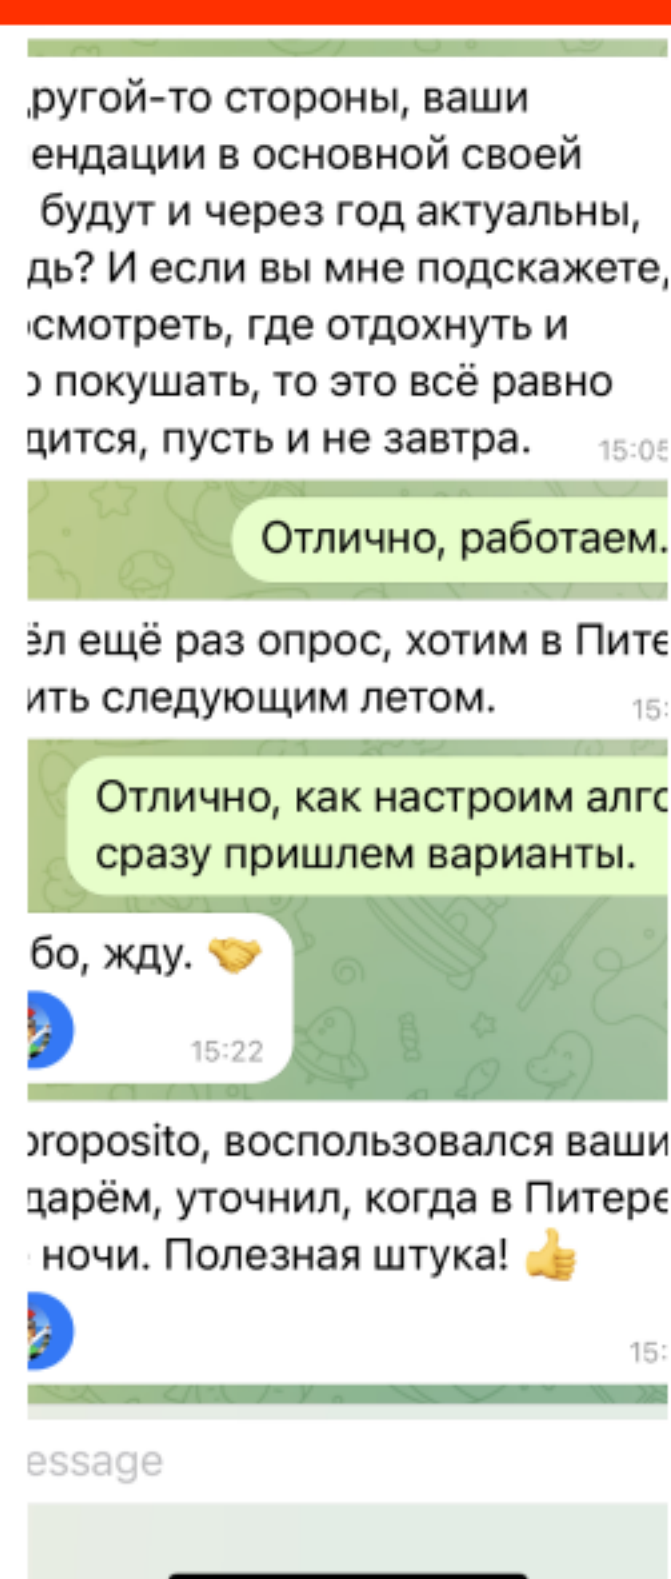 другой-то стороны, ваши
ендации в основной своей
будут и через год актуальны,
дь? И если вы мне подскажете,
осмотреть, где отдохнуть и
о покушать, то это всё равно
дится, пусть и не завтра. 15:05
Отлично, работаем.
ёл ещё раз опрос, хотим в Пите
ить следующим летом. 15:
Отлично, как настроим алго
сразу пришлем варианты.
бо, жду. 🤝
15:22
proposito, воспользовался ваши
дарём, уточнил, когда в Питере
ночи. Полезная штука! 👍
15:
essage